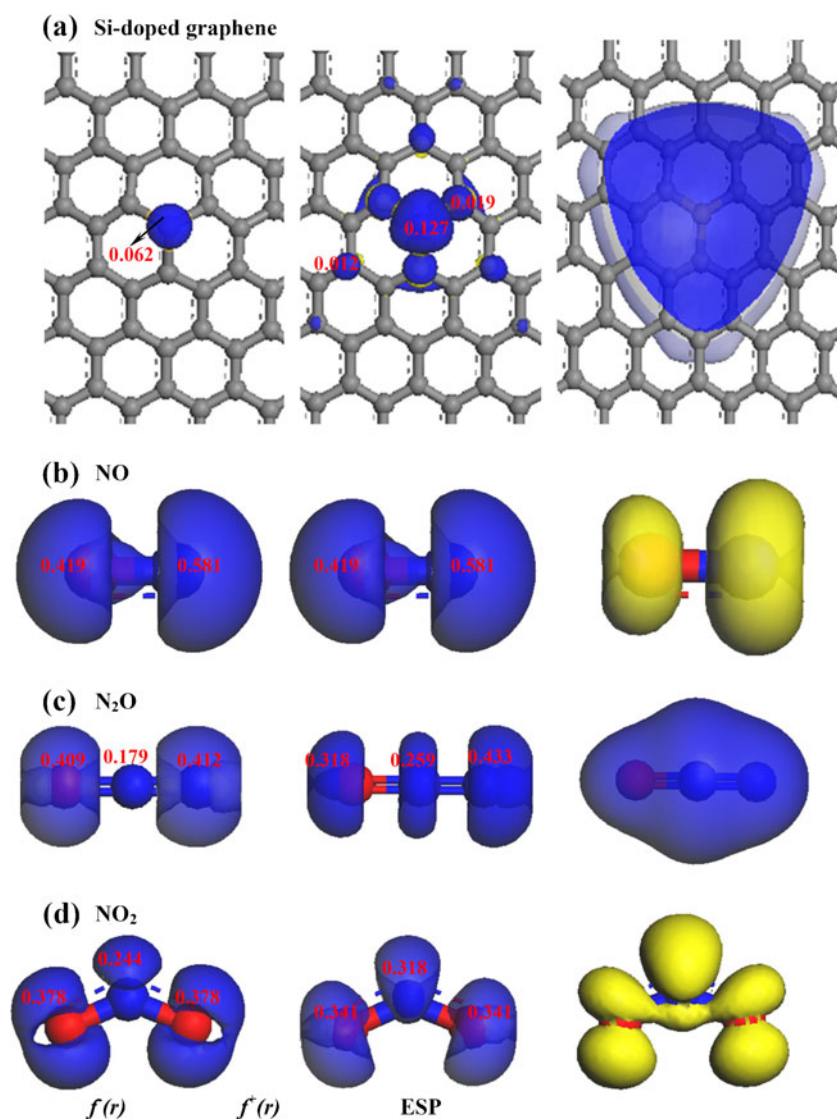 (a) Si-doped graphene
0.062
0.019
0.127
0.012
(b) NO
0.419 0.581 0.419 0.581
(c) N₂O
0.409 0.179 0.412 0.318 0.259 0.433
(d) NO₂
0.244 0.318
0.378 0.378 0.341 0.341
f(r) f⁺(r) ESP